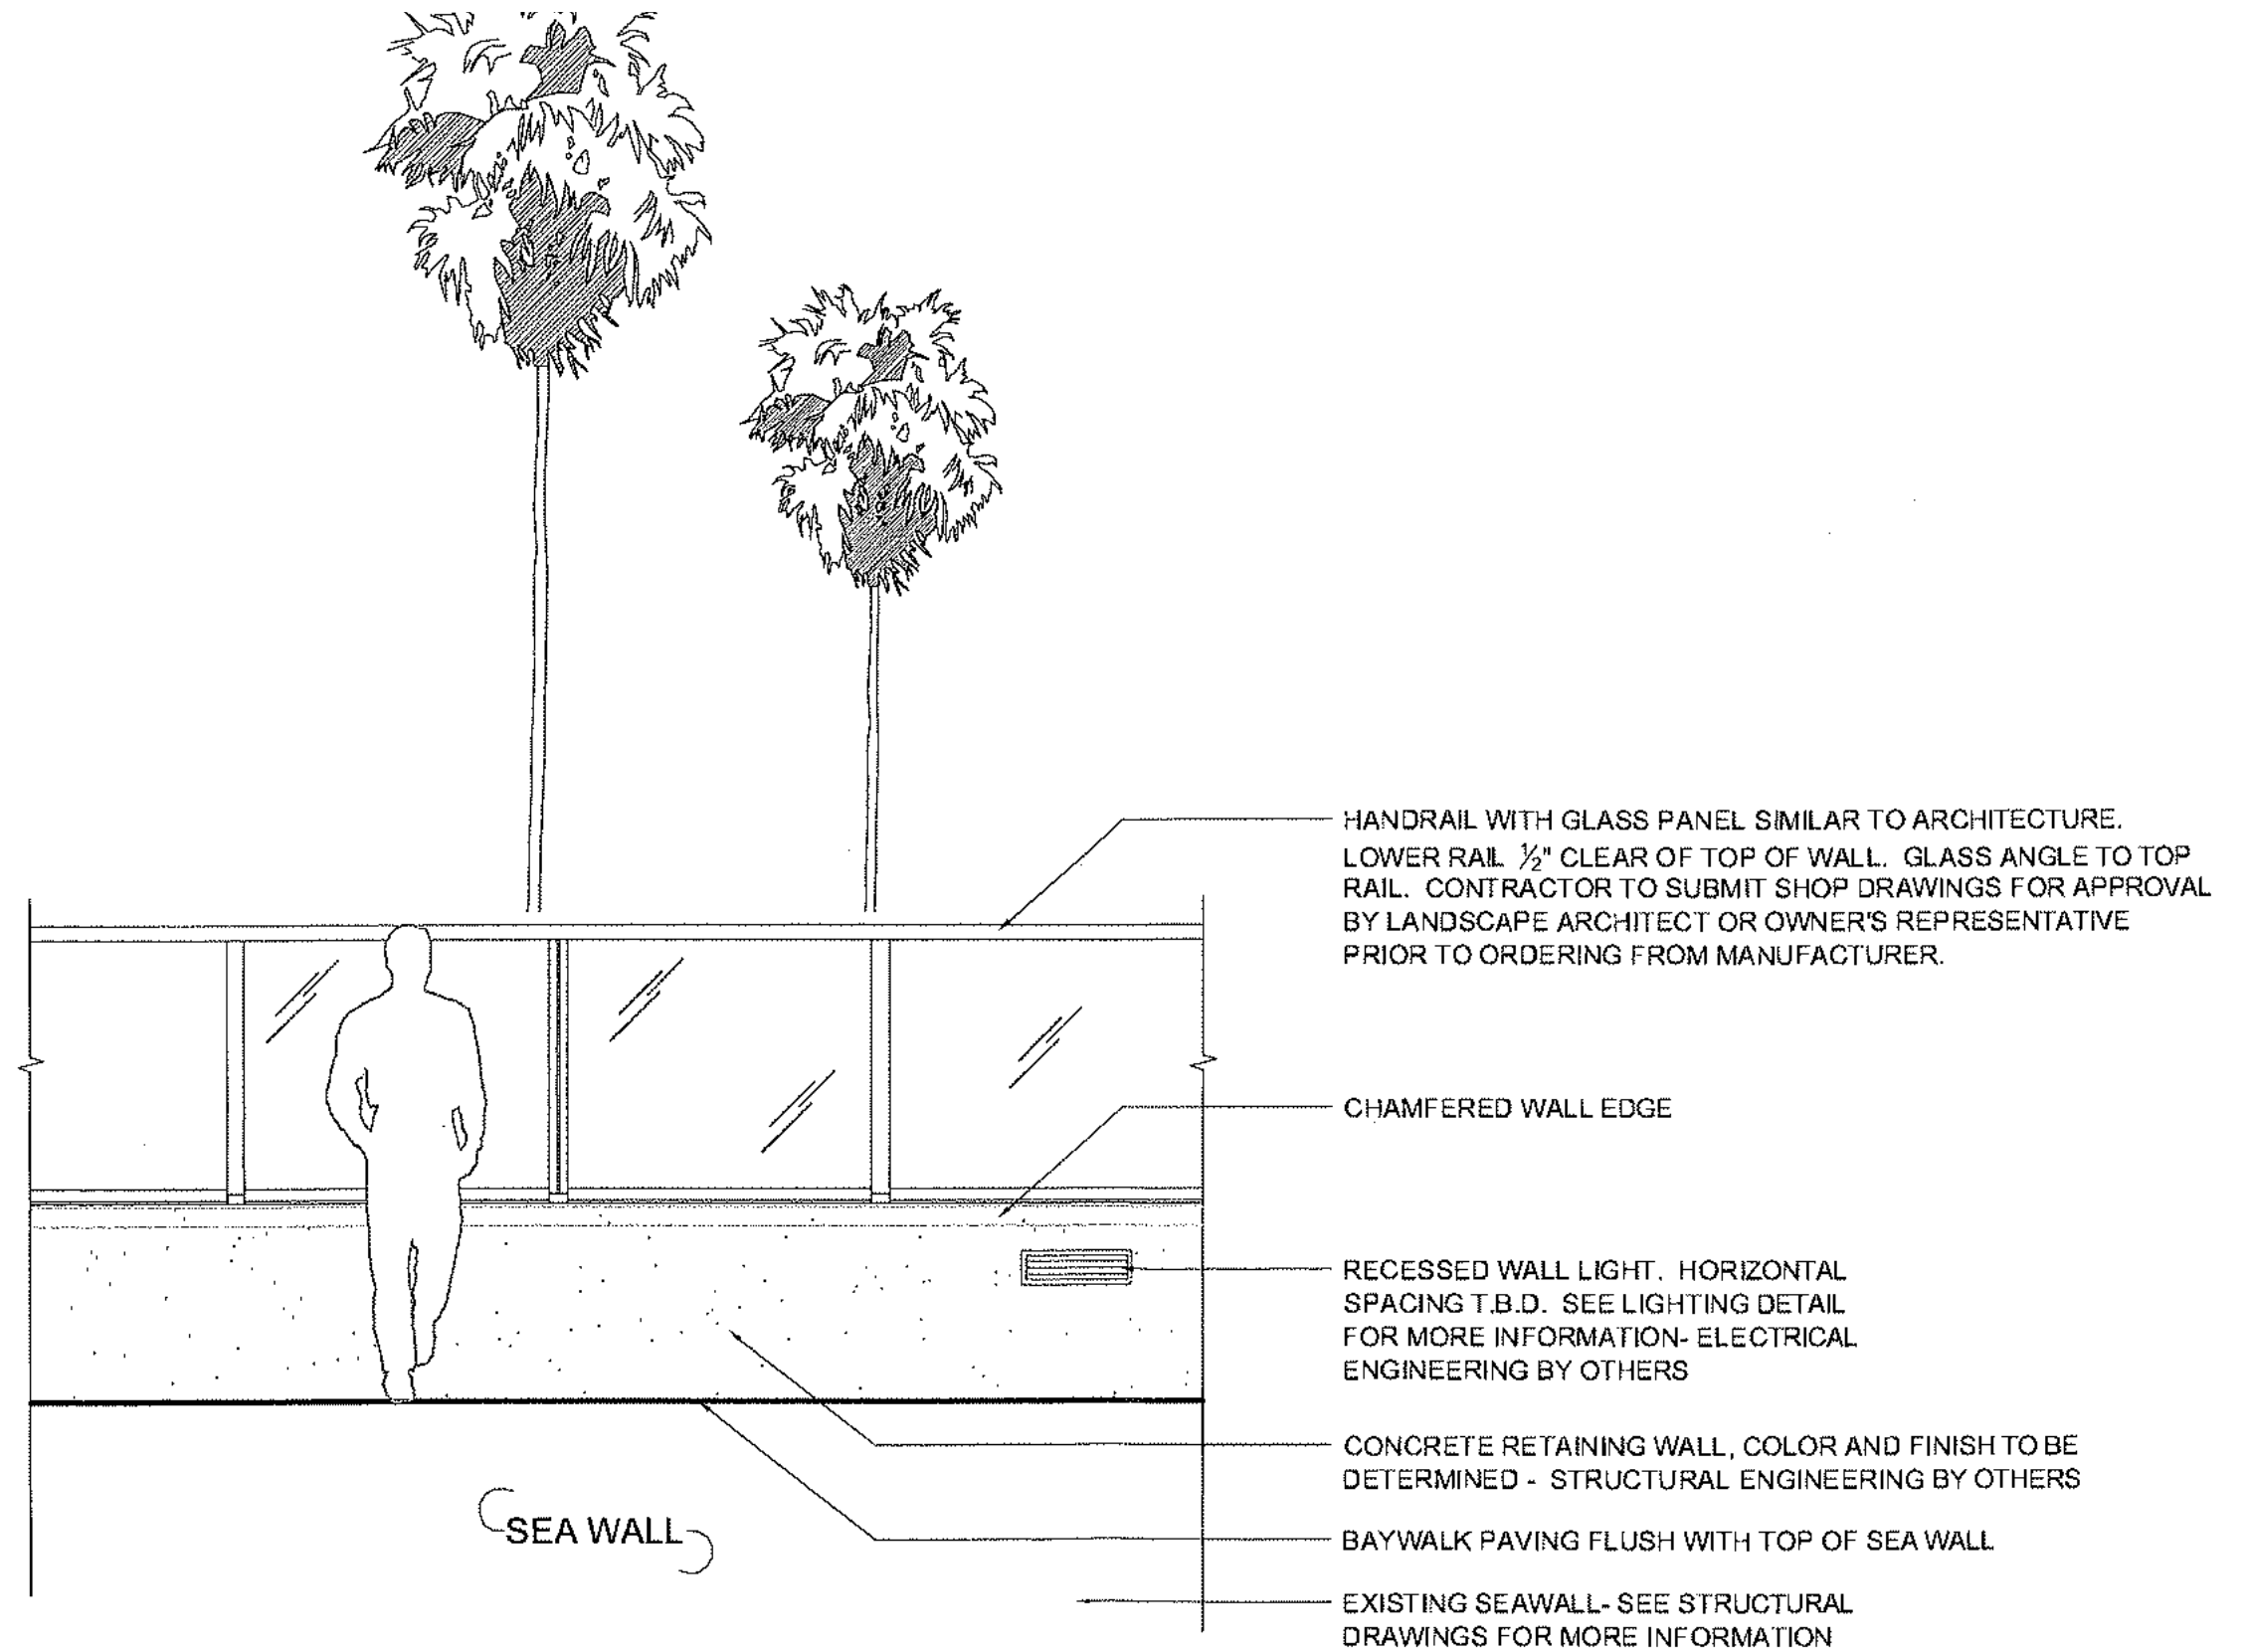 HANDRAIL WITH GLASS PANEL SIMILAR TO ARCHITECTURE.
LOWER RAIL ½" CLEAR OF TOP OF WALL. GLASS ANGLE TO TOP
RAIL. CONTRACTOR TO SUBMIT SHOP DRAWINGS FOR APPROVAL
BY LANDSCAPE ARCHITECT OR OWNER'S REPRESENTATIVE
PRIOR TO ORDERING FROM MANUFACTURER.
CHAMFERED WALL EDGE
RECESSED WALL LIGHT. HORIZONTAL
SPACING T.B.D. SEE LIGHTING DETAIL
FOR MORE INFORMATION- ELECTRICAL
ENGINEERING BY OTHERS
CONCRETE RETAINING WALL, COLOR AND FINISH TO BE
DETERMINED - STRUCTURAL ENGINEERING BY OTHERS
SEA WALL
BAYWALK PAVING FLUSH WITH TOP OF SEA WALL
EXISTING SEAWALL- SEE STRUCTURAL
DRAWINGS FOR MORE INFORMATION